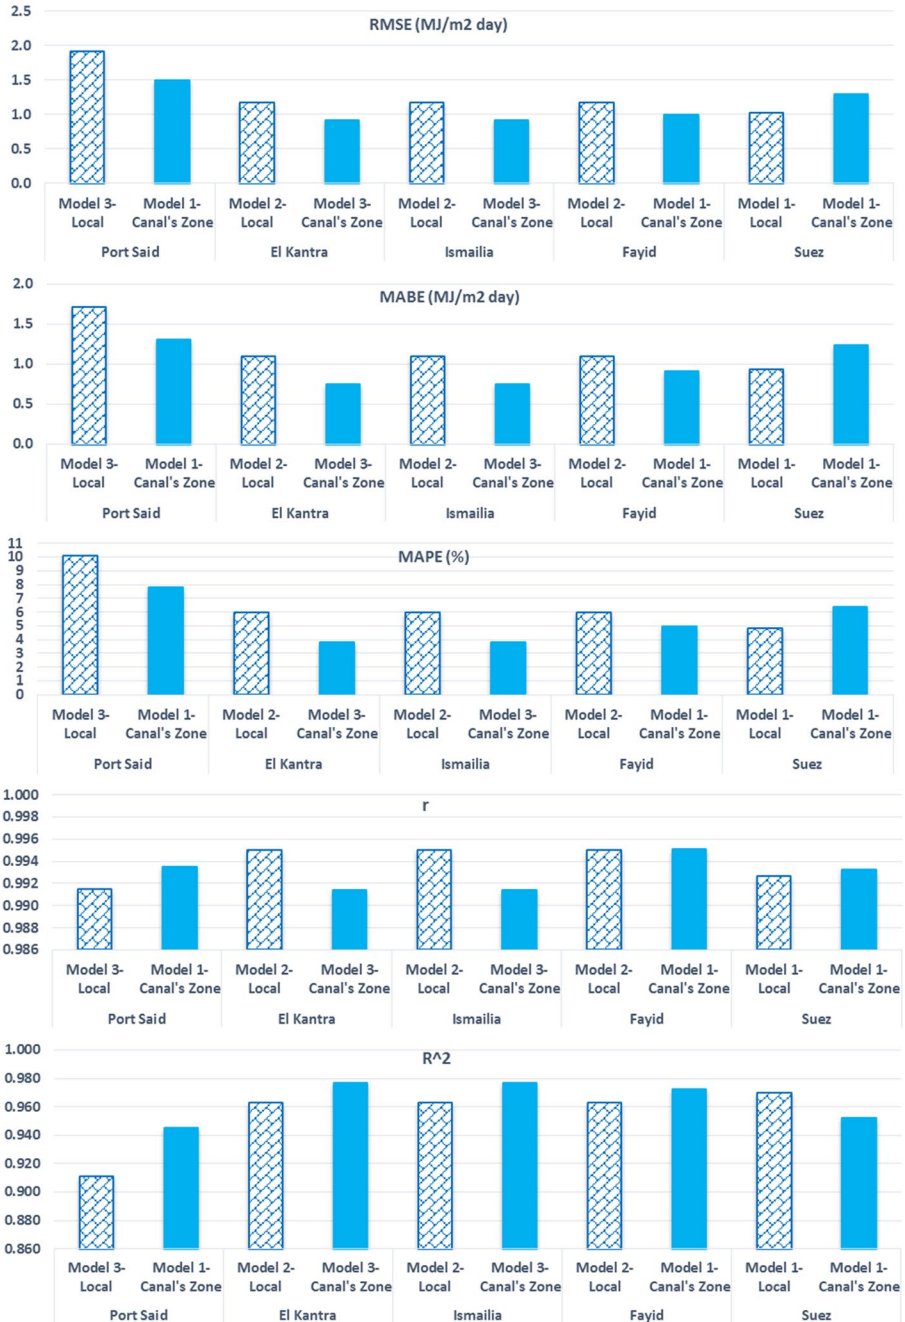 RMSE (MJ/m2 day)
2.5
2.0
1.5
1.0
0.5
0.0
Model 3- Model 1- Model 2- Model 3- Model 2- Model 3- Model 2- Model 1- Model 1- Model 1-
Local Canal's Zone Local Canal's Zone Local Canal's Zone Local Canal's Zone Local Canal's Zone
Port Said El Kantra Ismailia Fayid Suez
MABE (MJ/m2 day)
2.0
1.5
1.0
0.5
0.0
Model 3- Model 1- Model 2- Model 3- Model 2- Model 3- Model 2- Model 1- Model 1- Model 1-
Local Canal's Zone Local Canal's Zone Local Canal's Zone Local Canal's Zone Local Canal's Zone
Port Said El Kantra Ismailia Fayid Suez
MAPE (%)
11
10
9
8
7
6
5
4
3
2
1
0
Model 3- Model 1- Model 2- Model 3- Model 2- Model 3- Model 2- Model 1- Model 1- Model 1-
Local Canal's Zone Local Canal's Zone Local Canal's Zone Local Canal's Zone Local Canal's Zone
Port Said El Kantra Ismailia Fayid Suez
r
1.000
0.998
0.996
0.994
0.992
0.990
0.988
0.986
Model 3- Model 1- Model 2- Model 3- Model 2- Model 3- Model 2- Model 1- Model 1- Model 1-
Local Canal's Zone Local Canal's Zone Local Canal's Zone Local Canal's Zone Local Canal's Zone
Port Said El Kantra Ismailia Fayid Suez
R^2
1.000
0.980
0.960
0.940
0.920
0.900
0.880
0.860
Model 3- Model 1- Model 2- Model 3- Model 2- Model 3- Model 2- Model 1- Model 1- Model 1-
Local Canal's Zone Local Canal's Zone Local Canal's Zone Local Canal's Zone Local Canal's Zone
Port Said El Kantra Ismailia Fayid Suez